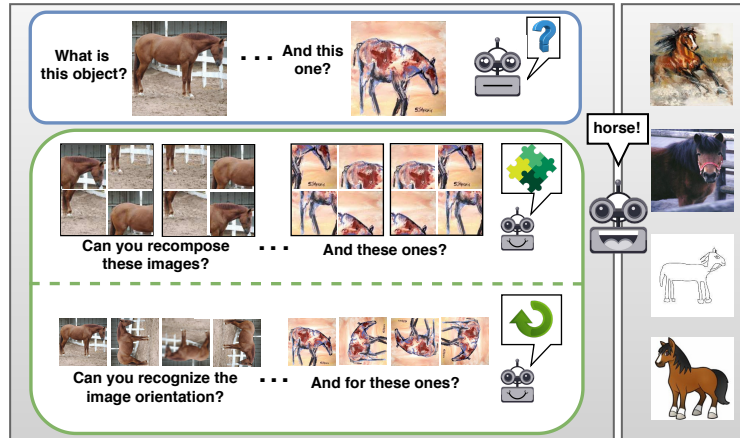 What is
this object?
And this
one?
?
horse!
Can you recompose
these images?
And these ones?
Can you recognize the
image orientation?
And for these ones?